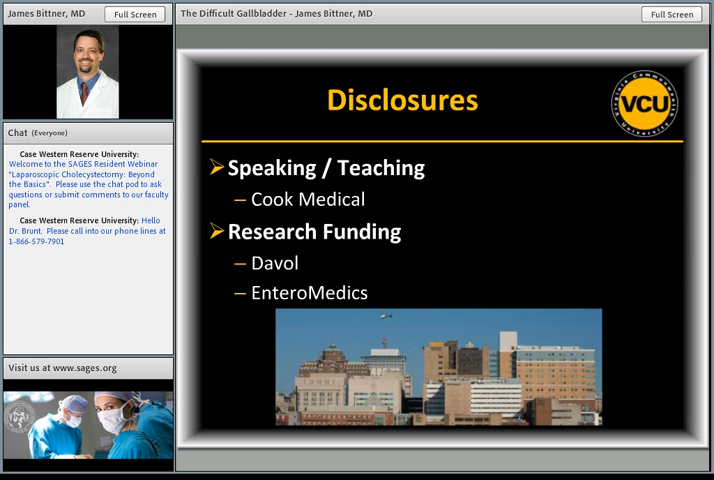 James Bittner, MD
Full Screen
The Difficult Gallbladder - James Bittner, MD
Full Screen
Chat (Everyone)
Case Western Reserve University:
Welcome to the SAGES Resident Webinar
"Laparoscopic Cholecystectomy: Beyond
the Basics". Please use the chat pod to ask
questions or submit comments to our faculty
panel.
Case Western Reserve University: Hello
Dr. Brunt. Please call into our phone lines at
1-866-579-7901
Visit us at www.sages.org
Disclosures
Virginia Commonwealth
VCU
University
Speaking / Teaching
– Cook Medical
Research Funding
– Davol
– EnteroMedics